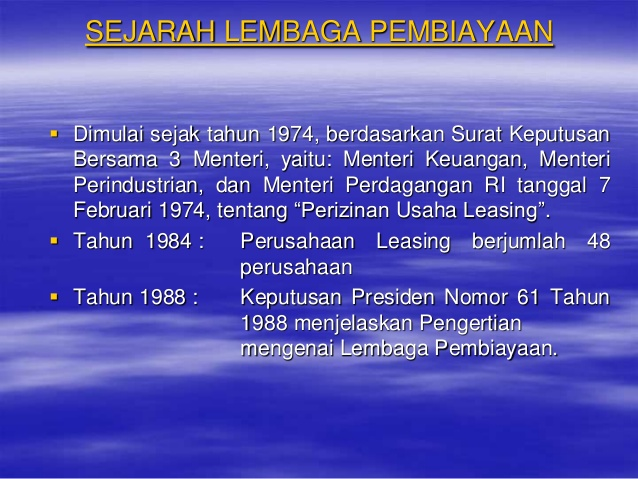 SEJARAH LEMBAGA PEMBIAYAAN
▪ Dimulai sejak tahun 1974, berdasarkan Surat Keputusan
Bersama 3 Menteri, yaitu: Menteri Keuangan, Menteri
Perindustrian, dan Menteri Perdagangan RI tanggal 7
Februari 1974, tentang “Perizinan Usaha Leasing”.
▪ Tahun 1984 : Perusahaan Leasing berjumlah 48
perusahaan
▪ Tahun 1988 : Keputusan Presiden Nomor 61 Tahun
1988 menjelaskan Pengertian
mengenai Lembaga Pembiayaan.